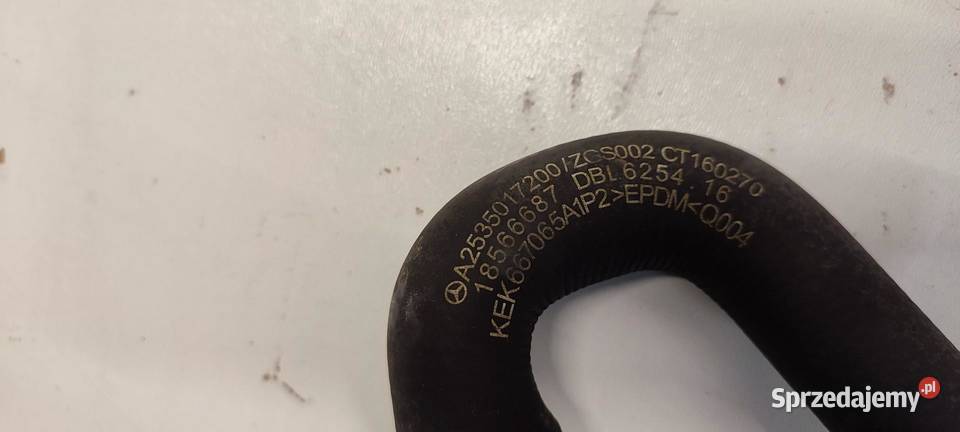 A2535017200/ZGS002 CT160270
18566687 DBL6254.16
KEK667065A1P2>EPDM<Q004
Sprzedajemy.pl